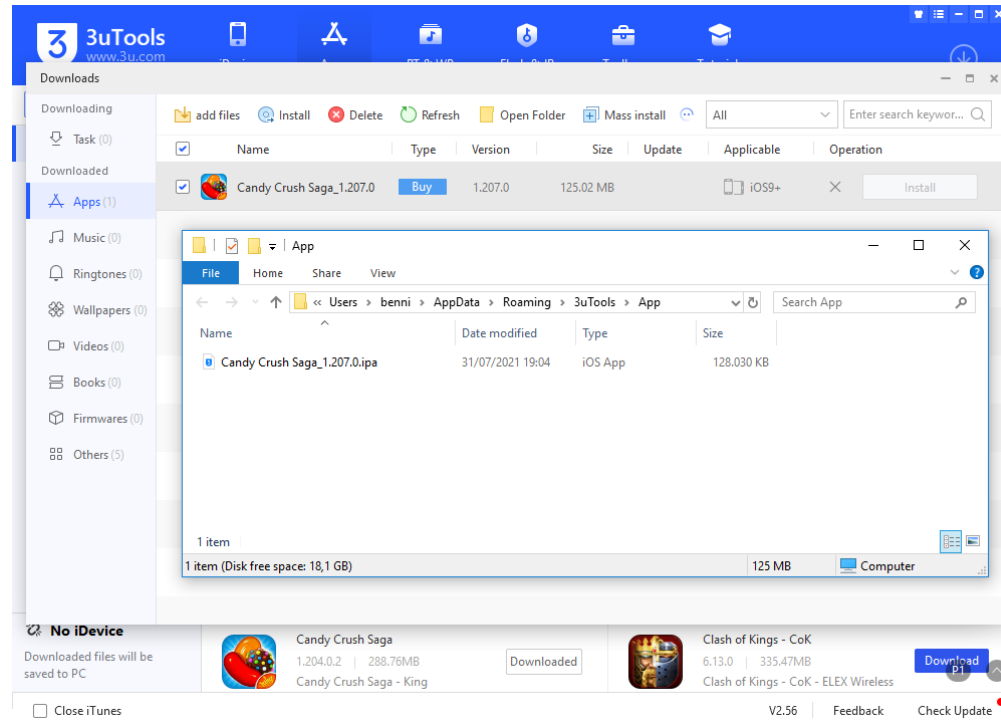 3 3uTools
www.3u.com
Downloads
Downloading
Task (0)
Downloaded
Apps (1)
Music (0)
Ringtones (0)
Wallpapers (0)
Videos (0)
Books (0)
Firmwares (0)
Others (5)
add files Install Delete Refresh Open Folder Mass install All Enter search keywor...
Name Type Version Size Update Applicable Operation
Candy Crush Saga_1.207.0 Buy 1.207.0 125.02 MB iOS9+ Install
App
File Home Share View
« Users > benni > AppData > Roaming > 3uTools > App Search App
Name Date modified Type Size
Candy Crush Saga_1.207.0.ipa 31/07/2021 19:04 iOS App 128.030 KB
1 item
1 item (Disk free space: 18,1 GB) 125 MB Computer
No iDevice
Downloaded files will be
saved to PC
Candy Crush Saga
1.204.0.2 | 288.76MB
Candy Crush Saga - King
Downloaded
Clash of Kings - CoK
6.13.0 | 335.47MB
Clash of Kings - CoK - ELEX Wireless
Download
P1
Close iTunes V2.56 Feedback Check Update